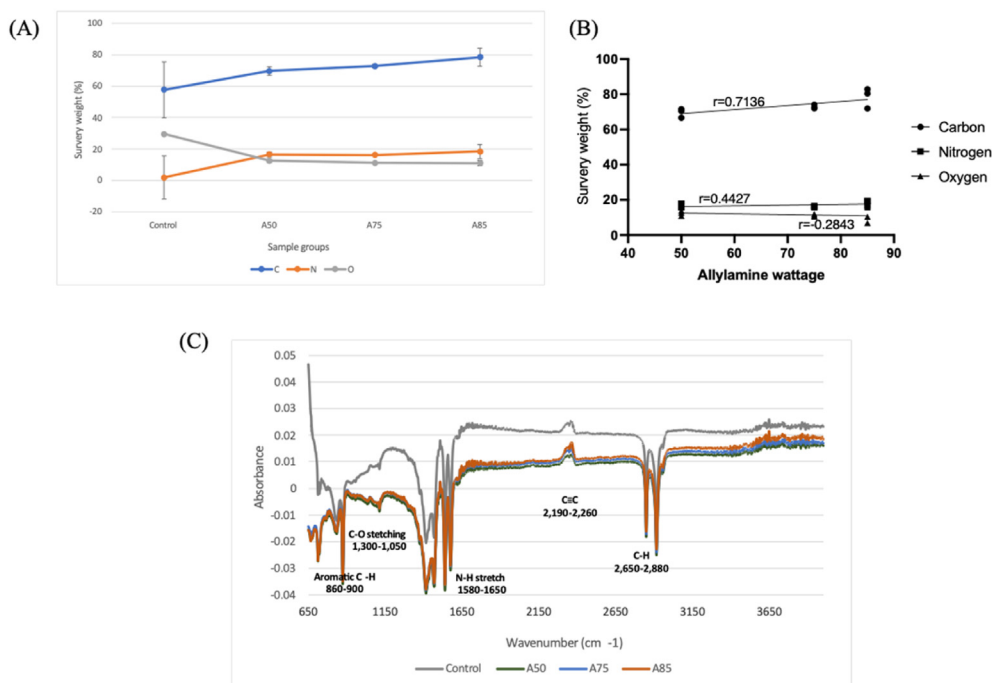 (A)
100
80
60
40
20
0
-20
Survery weight (%)
Control A50 A75 A85
Sample groups
C N O
(B)
100
80
60
40
20
0
Survery weight (%)
r=0.7136
r=0.4427
r=-0.2843
40 50 60 70 80 90
Allylamine wattage
Carbon
Nitrogen
Oxygen
(C)
0.05
0.04
0.03
0.02
0.01
0
-0.01
-0.02
-0.03
-0.04
Absorbance
C-O stetching
1,300-1,050
Aromatic C -H
860-900
N-H stretch
1580-1650
C≡C
2,190-2,260
C-H
2,650-2,880
650 1150 1650 2150 2650 3150 3650
Wavenumber (cm -1)
Control A50 A75 A85